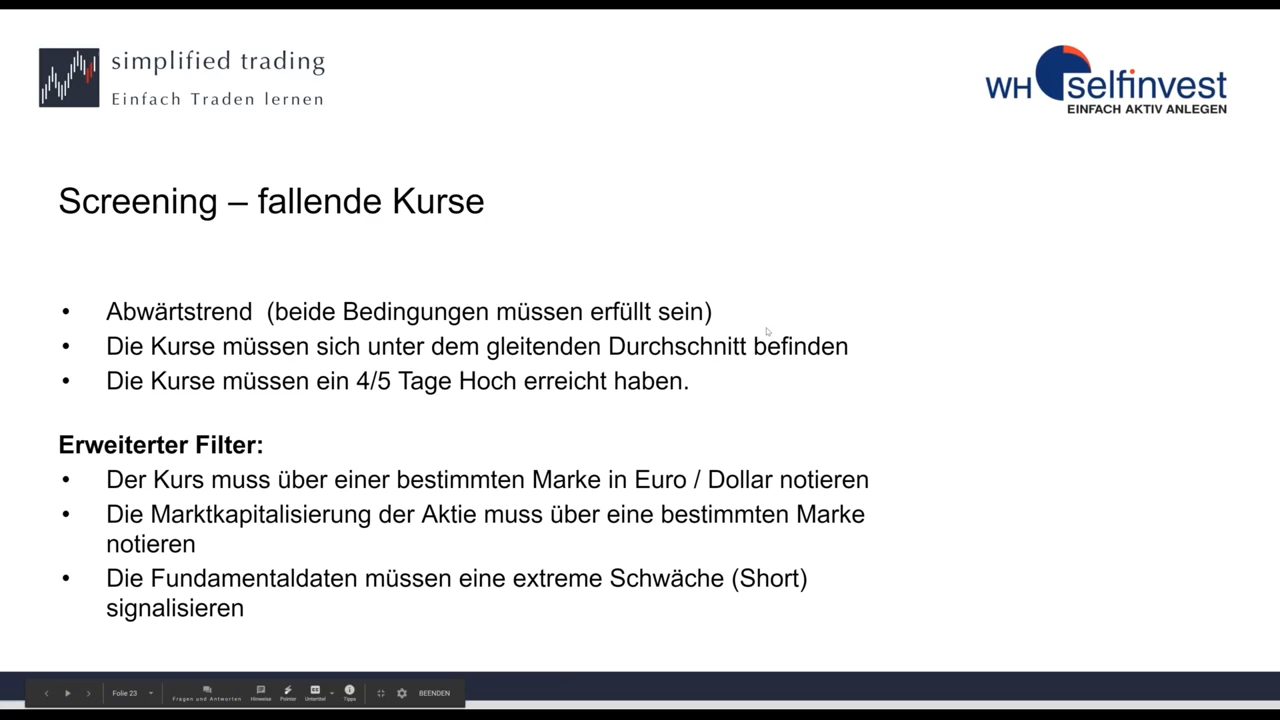 simplified trading
Einfach Traden lernen
WH selfinvest
EINFACH AKTIV ANLEGEN
Screening – fallende Kurse
• Abwärtstrend (beide Bedingungen müssen erfüllt sein)
• Die Kurse müssen sich unter dem gleitenden Durchschnitt befinden
• Die Kurse müssen ein 4/5 Tage Hoch erreicht haben.
Erweiterter Filter:
• Der Kurs muss über einer bestimmten Marke in Euro / Dollar notieren
• Die Marktkapitalisierung der Aktie muss über eine bestimmten Marke
notieren
• Die Fundamentaldaten müssen eine extreme Schwäche (Short)
signalisieren
Folie 23 Fragen und Antworten Hinweise Pointer Untertitel Tipps BEENDEN